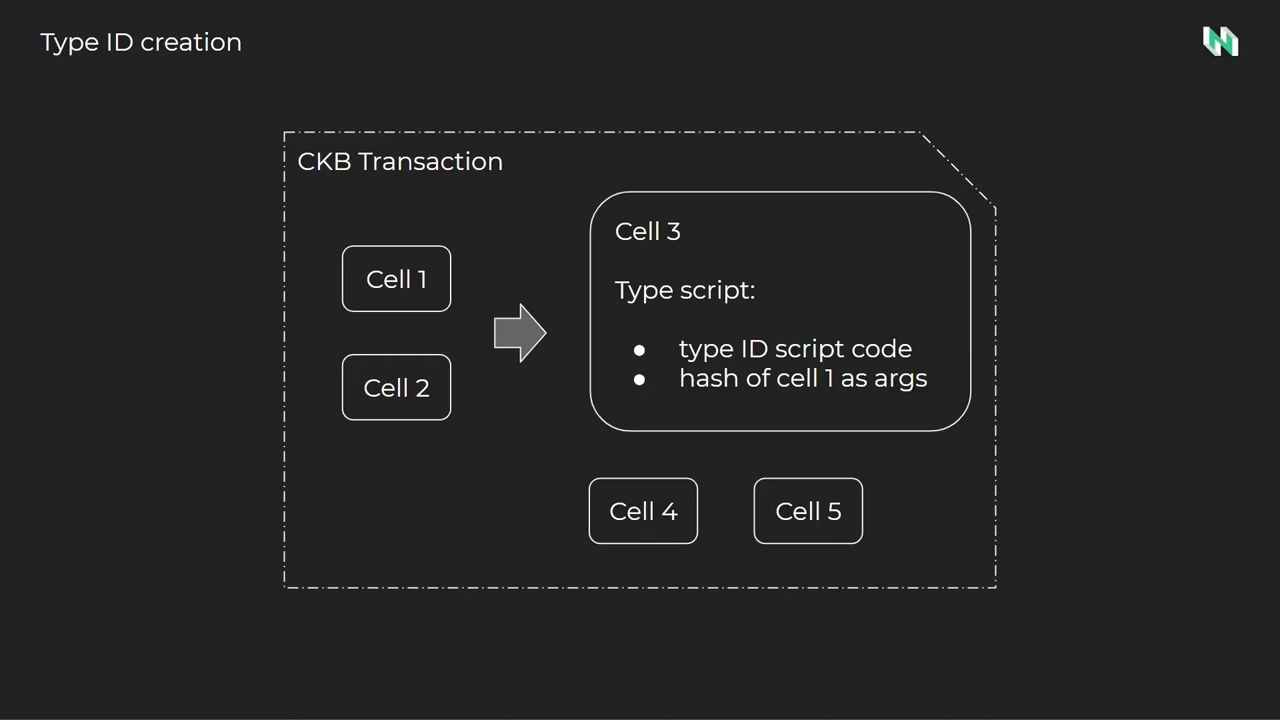 Type ID creation
CKB Transaction
Cell 1
Cell 2
Cell 3
Type script:
● type ID script code
● hash of cell 1 as args
Cell 4
Cell 5